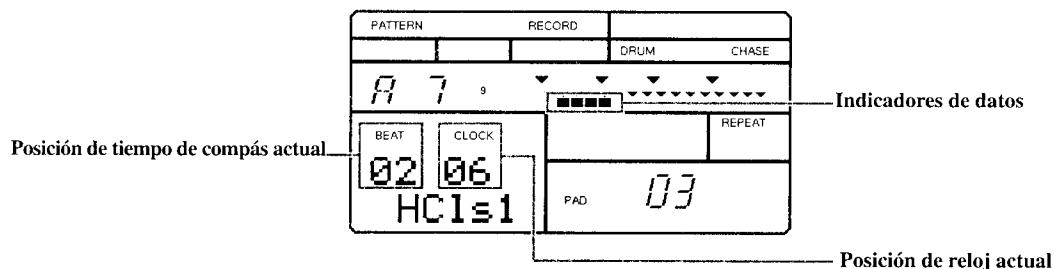 PATTERN RECORD
DRUM CHASE
A 7 9
Indicadores de datos
REPEAT
BEAT CLOCK
Posición de tiempo de compás actual
02 06
PAD 03
HCls1
Posición de reloj actual